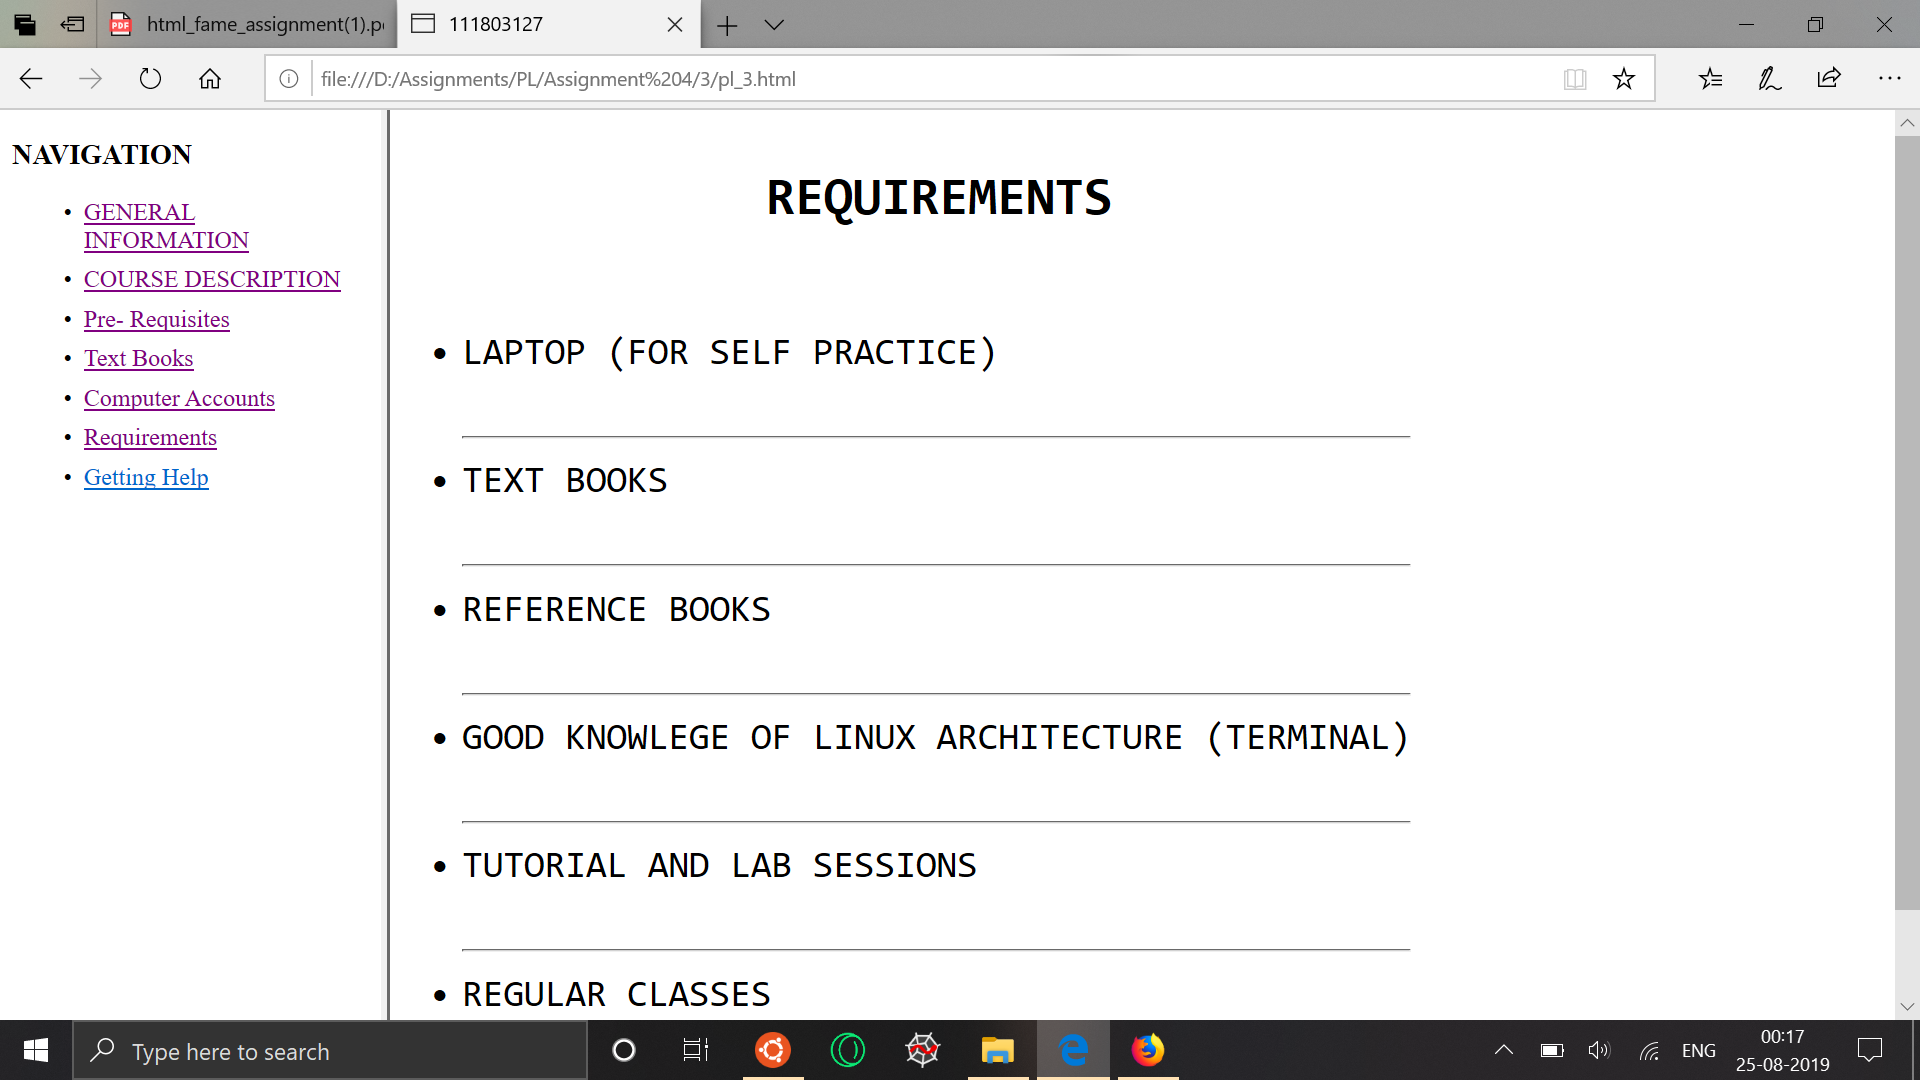 html_fame_assignment(1).p
111803127
file:///D:/Assignments/PL/Assignment%204/3/pl_3.html
NAVIGATION
• GENERAL
INFORMATION
• COURSE DESCRIPTION
• Pre- Requisites
• Text Books
• Computer Accounts
• Requirements
• Getting Help
REQUIREMENTS
• LAPTOP (FOR SELF PRACTICE)
• TEXT BOOKS
• REFERENCE BOOKS
• GOOD KNOWLEGE OF LINUX ARCHITECTURE (TERMINAL)
• TUTORIAL AND LAB SESSIONS
• REGULAR CLASSES
Type here to search
ENG
00:17
25-08-2019